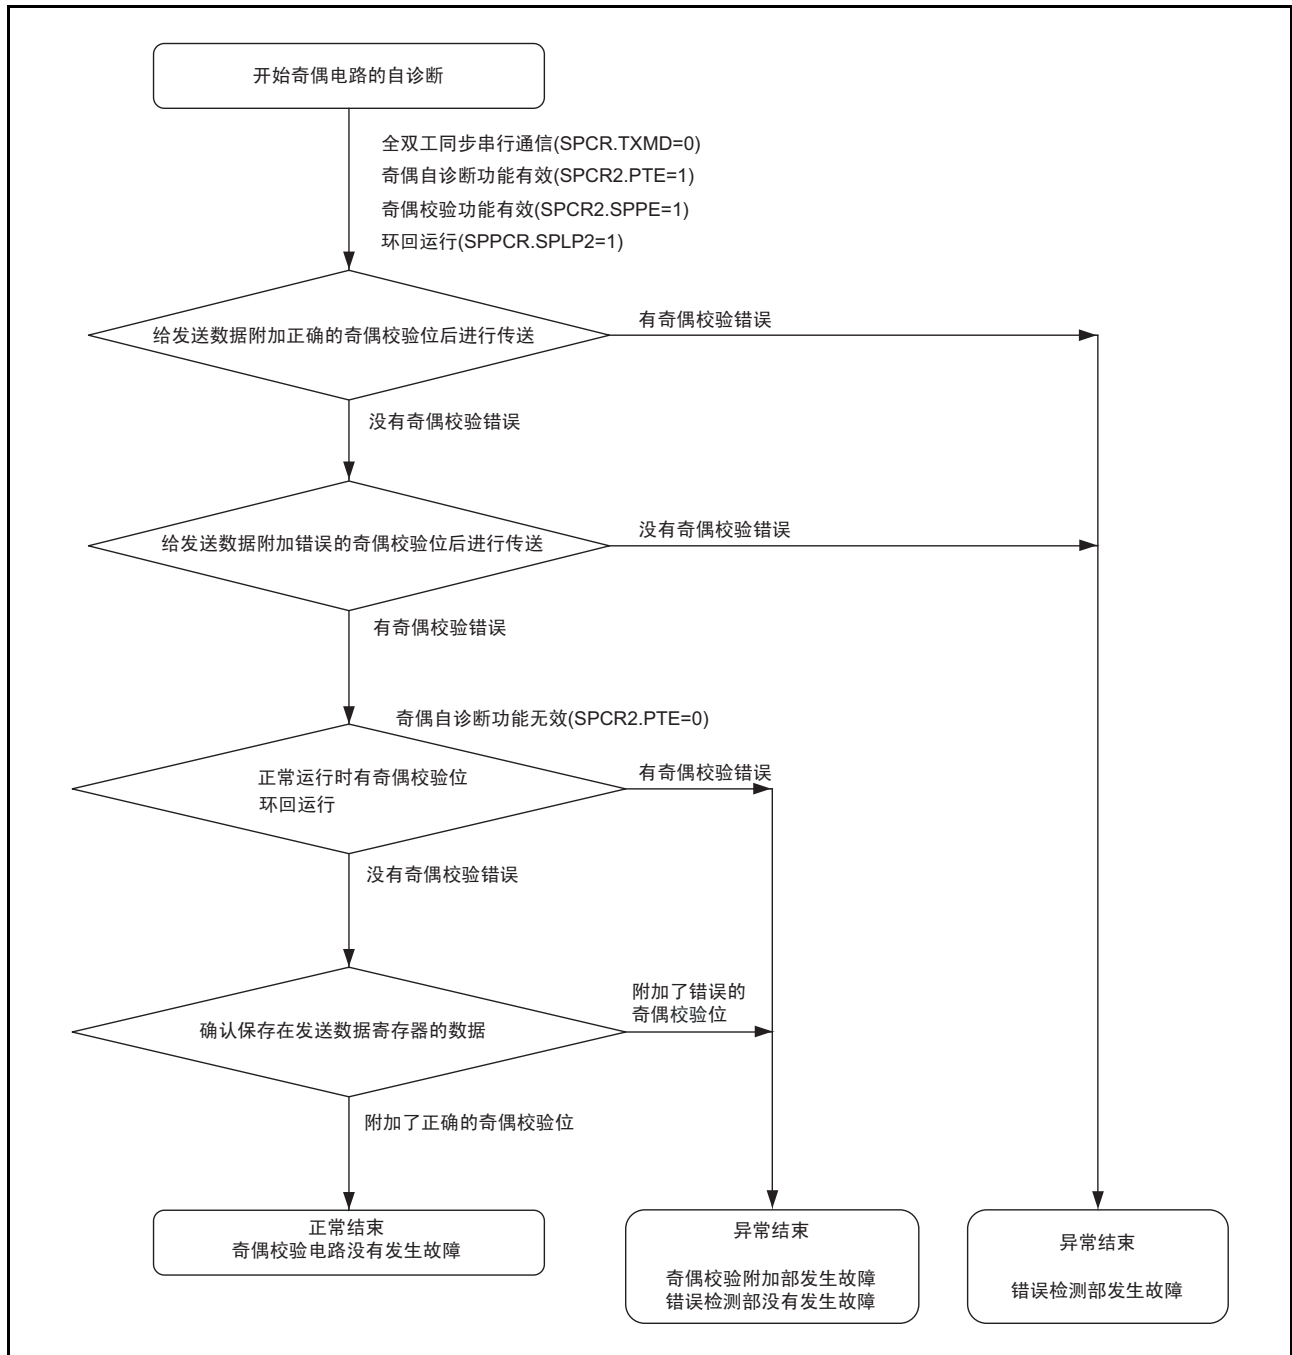 开始奇偶电路的自诊断
全双工同步串行通信(SPCR.TXMD=0)
奇偶自诊断功能有效(SPCR2.PTE=1)
奇偶校验功能有效(SPCR2.SPPE=1)
环回运行(SPPCR.SPLP2=1)
给发送数据附加正确的奇偶校验位后进行传送
有奇偶校验错误
没有奇偶校验错误
给发送数据附加错误的奇偶校验位后进行传送
没有奇偶校验错误
有奇偶校验错误
奇偶自诊断功能无效(SPCR2.PTE=0)
正常运行时有奇偶校验位
环回运行
有奇偶校验错误
没有奇偶校验错误
确认保存在发送数据寄存器的数据
附加了错误的
奇偶校验位
附加了正确的奇偶校验位
正常结束
奇偶校验电路没有发生故障
异常结束
奇偶校验附加部发生故障
错误检测部没有发生故障
异常结束
错误检测部发生故障